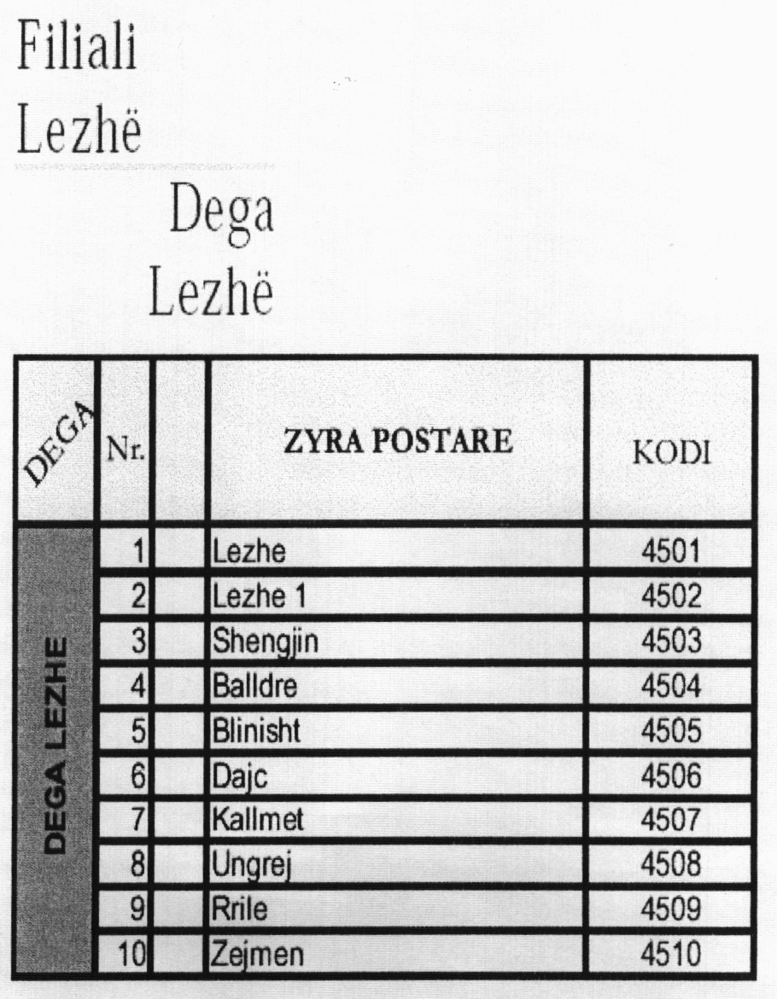 Filiali
Lezhë
Dega
Lezhë
DEGA Nr. ZYRA POSTARE KODI
DEGA LEZHE
1 Lezhe 4501
2 Lezhe 1 4502
3 Shengjin 4503
4 Balldre 4504
5 Blinisht 4505
6 Dajc 4506
7 Kallmet 4507
8 Ungrej 4508
9 Rrile 4509
10 Zejmen 4510